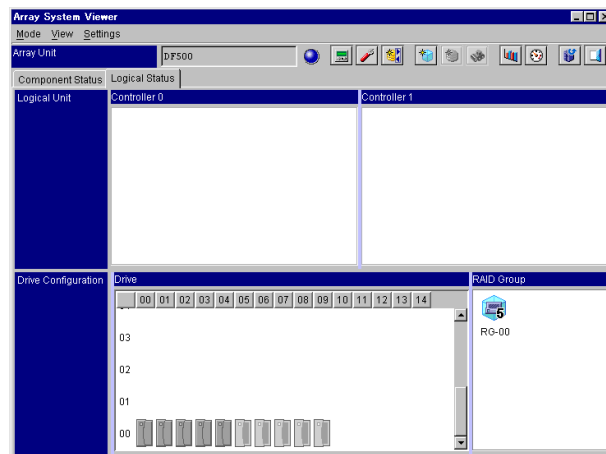 Array System Viewer
Mode View Settings
Array Unit DF500
Component Status Logical Status
Logical Unit Controller 0 Controller 1
Drive Configuration Drive RAID Group
00 01 02 03 04 05 06 07 08 09 10 11 12 13 14
5
03 RG-00
02
01
00